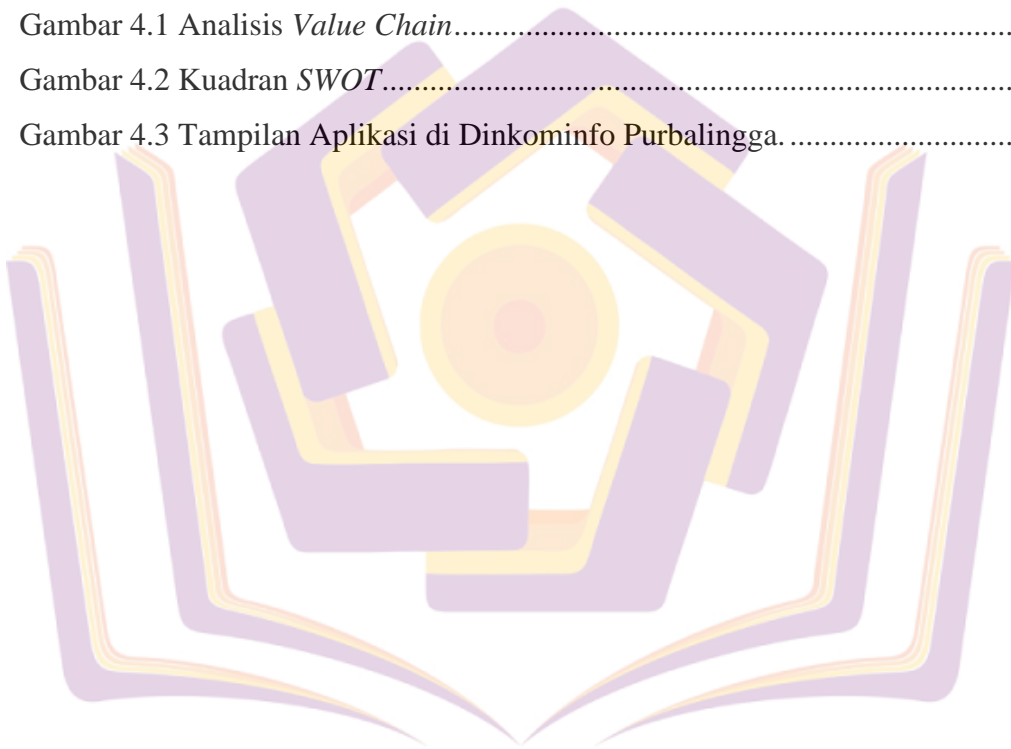 Gambar 4.1 Analisis Value Chain.......................................................................
Gambar 4.2 Kuadran SWOT................................................................................
Gambar 4.3 Tampilan Aplikasi di Dinkominfo Purbalingga. .........................